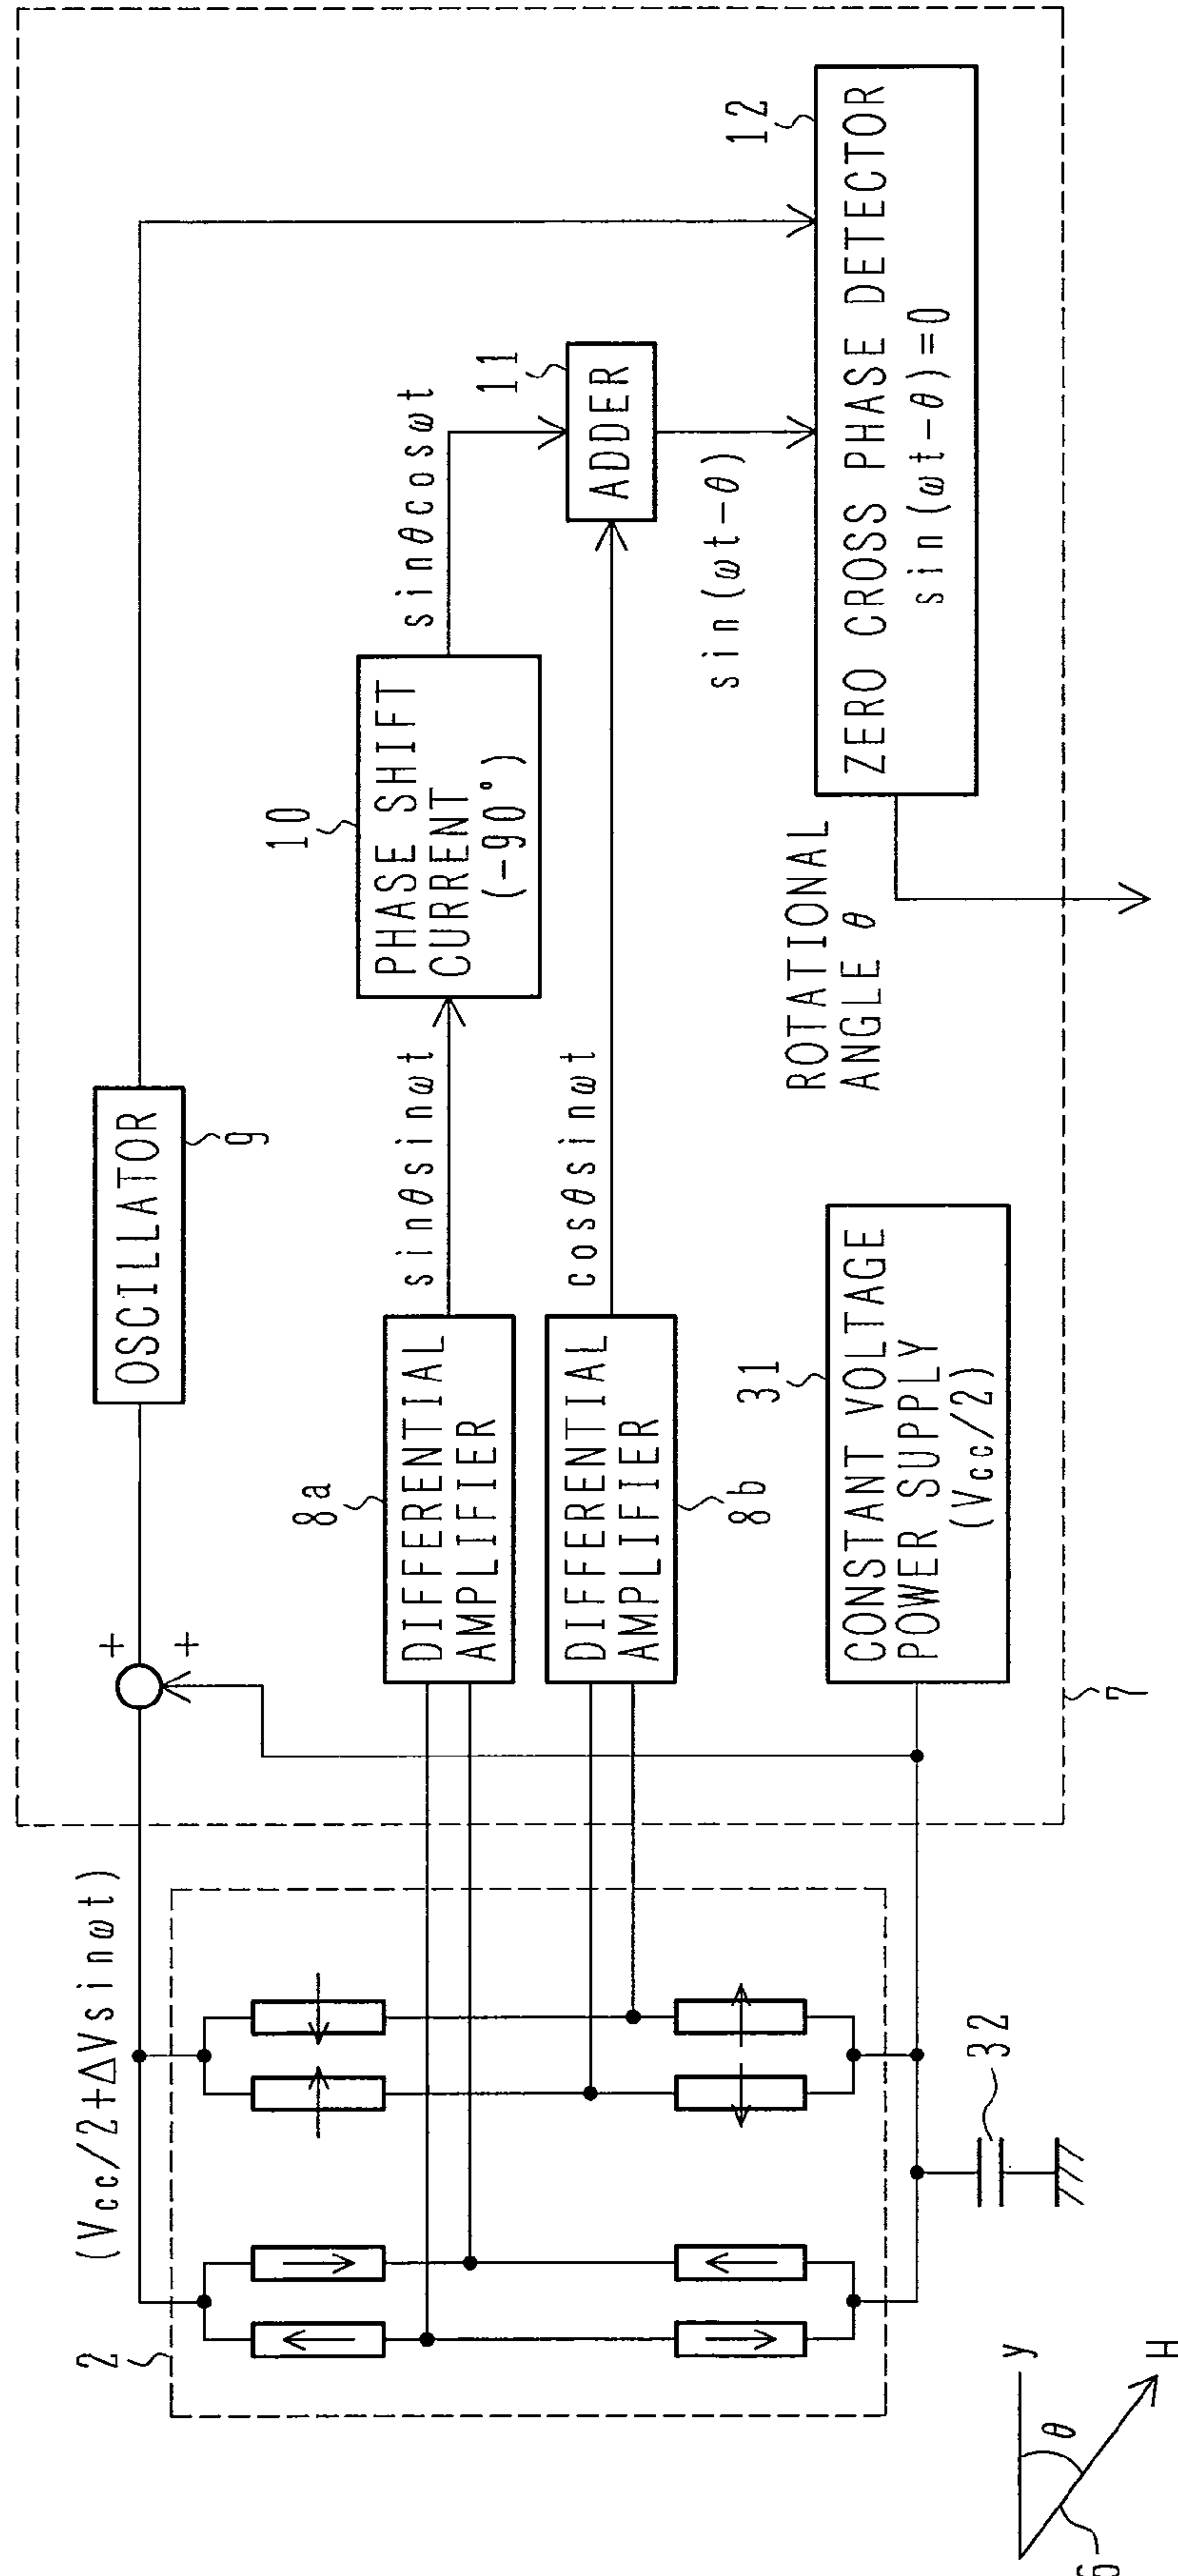 (Vcc/2+ΔVsinωt)
+
+
OSCILLATOR
9
2
8a
DIFFERENTIAL
AMPLIFIER
sinθsinωt
10
PHASE SHIFT
CURRENT
(-90°)
sinθcosωt
11
ADDER
DIFFERENTIAL
AMPLIFIER
8b
cosθsinωt
sin(ωt-θ)
12
ZERO CROSS PHASE DETECTOR
sin(ωt-θ)=0
31
CONSTANT VOLTAGE
POWER SUPPLY
(Vcc/2)
ROTATIONAL
ANGLE θ
7
32
y
θ
H
6